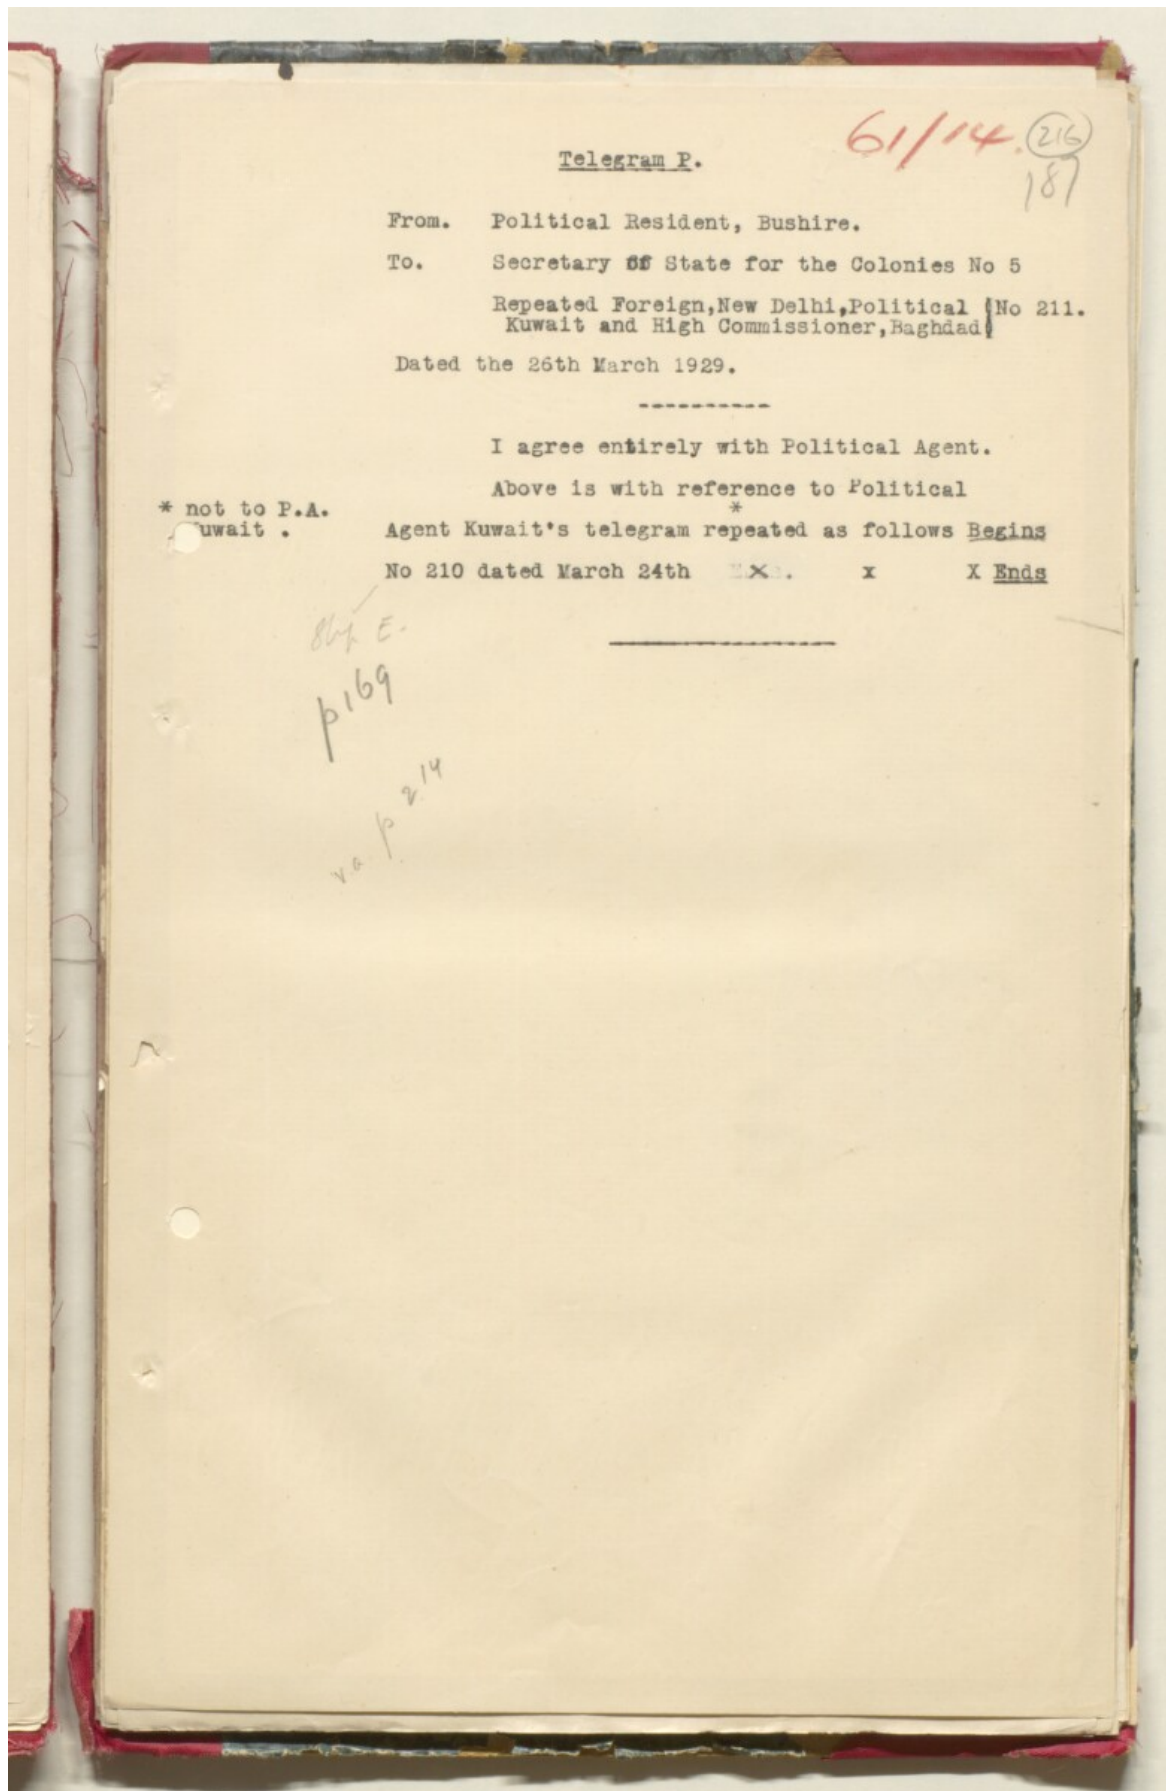 61/14.
216
187
Telegram P.
From. Political Resident, Bushire.
To. Secretary of State for the Colonies No 5
Repeated Foreign,New Delhi,Political (No 211.
Kuwait and High Commissioner,Baghdad(
Dated the 26th March 1929.
----------
I agree entirely with Political Agent.
Above is with reference to Political
* not to P.A.
uwait .
*
Agent Kuwait's telegram repeated as follows Begins
No 210 dated March 24th x . x X Ends
p 169
v.a. p 214